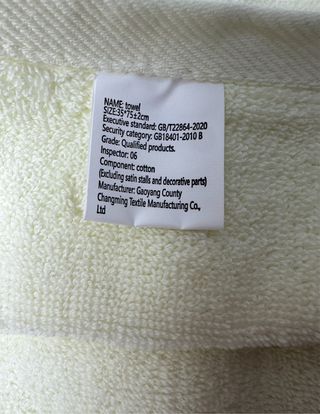 NAME: towel
SIZE:35*75±2cm
Executive standard: GB/T22864-2020
Security category: GB18401-2010 B
Grade: Qualified products.
Inspector: 06
Component: cotton
(Excluding satin stalls and decorative parts)
Manufacturer: Gaoyang County
Changming Textile Manufacturing Co.,
Ltd